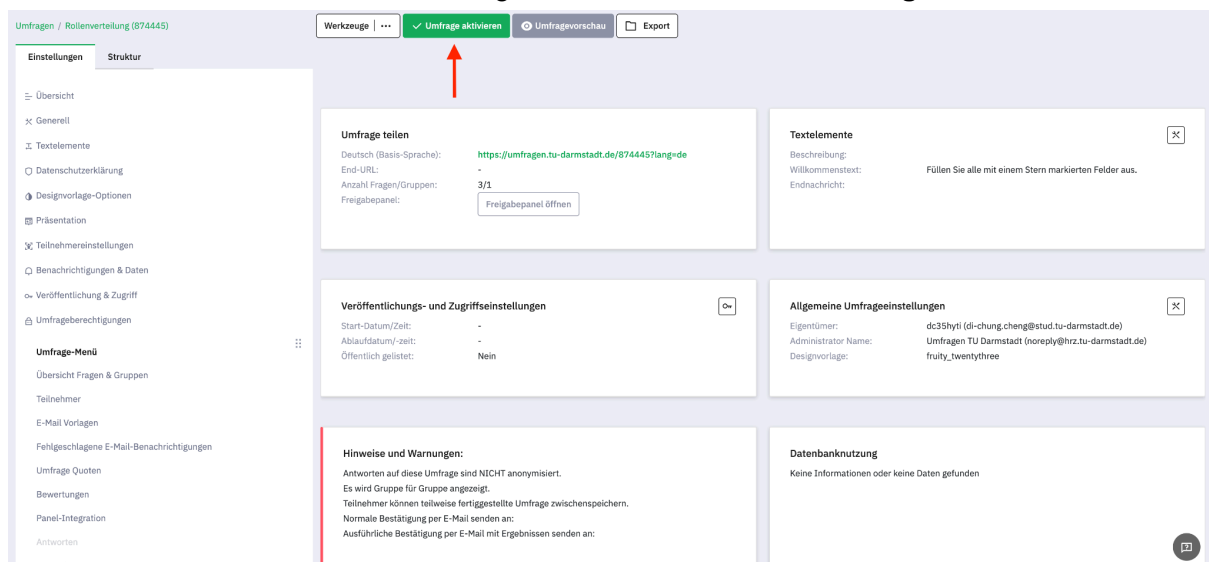 Umfragen / Rollenverteilung (874445)
Werkzeuge | ···
Umfrage aktivieren
Umfragevorschau
Export
Einstellungen
Struktur
Übersicht
Generell
Textelemente
Datenschutzerklärung
Designvorlage-Optionen
Präsentation
Teilnehmereinstellungen
Benachrichtigungen & Daten
Veröffentlichung & Zugriff
Umfrageberechtigungen
Umfrage-Menü
Übersicht Fragen & Gruppen
Teilnehmer
E-Mail Vorlagen
Fehlgeschlagene E-Mail-Benachrichtigungen
Umfrage Quoten
Bewertungen
Panel-Integration
Antworten
Umfrage teilen
Deutsch (Basis-Sprache): https://umfragen.tu-darmstadt.de/874445?lang=de
End-URL: -
Anzahl Fragen/Gruppen: 3/1
Freigabepanel: Freigabepanel öffnen
Textelemente
Beschreibung:
Willkommenstext: Füllen Sie alle mit einem Stern markierten Felder aus.
Endnachricht:
Veröffentlichungs- und Zugriffseinstellungen
Start-Datum/Zeit: -
Ablaufdatum/-zeit: -
Öffentlich gelistet: Nein
Allgemeine Umfrageeinstellungen
Eigentümer: dc35hyti (di-chung.cheng@stud.tu-darmstadt.de)
Administrator Name: Umfragen TU Darmstadt (noreply@hrz.tu-darmstadt.de)
Designvorlage: fruity_twentythree
Hinweise und Warnungen:
Antworten auf diese Umfrage sind NICHT anonymisiert.
Es wird Gruppe für Gruppe angezeigt.
Teilnehmer können teilweise fertiggestellte Umfrage zwischenspeichern.
Normale Bestätigung per E-Mail senden an:
Ausführliche Bestätigung per E-Mail mit Ergebnissen senden an:
Datenbanknutzung
Keine Informationen oder keine Daten gefunden